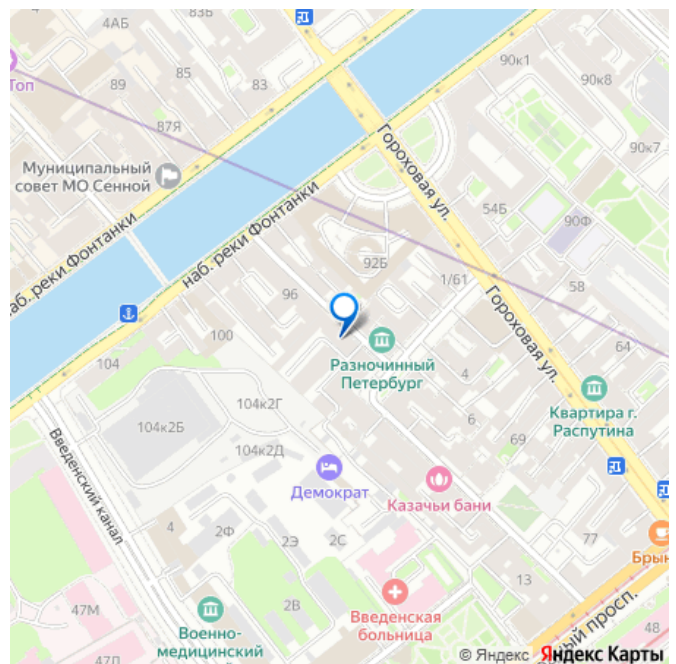 4АБ
83Б
Топ
89
85
83
87Я
90к1
90к8
90к7
Муниципальный
совет МО Сенной
Гороховая ул.
наб. реки Фонтанки
аб. реки Фонтанки
54Б
90Ф
92Б
1/61
58
96
Гороховая ул.
100
64
104
Разночинный
Петербург
4
104к2Г
Квартира г.
Распутина
104к2Б
6
69
104к2Д
Введенский канал
Демократ
Казачьи бани
4
2Ф
2Э
2С
77
Брын
13
47М
2В
Введенская
больница
ный просп.
48
Военно-
медицинский
47Л
© Яндекс Яндекс Карты